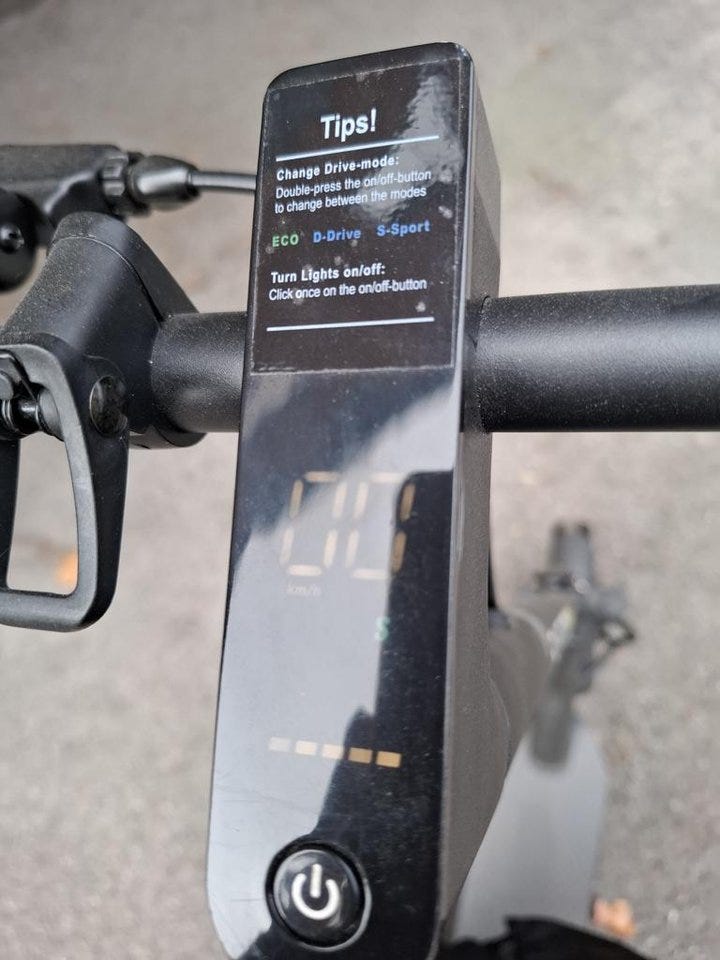 Tips!
Change Drive-mode:
Double-press the on/off-button
to change between the modes
ECO D-Drive S-Sport
Turn Lights on/off:
Click once on the on/off-button
00
km/h
S